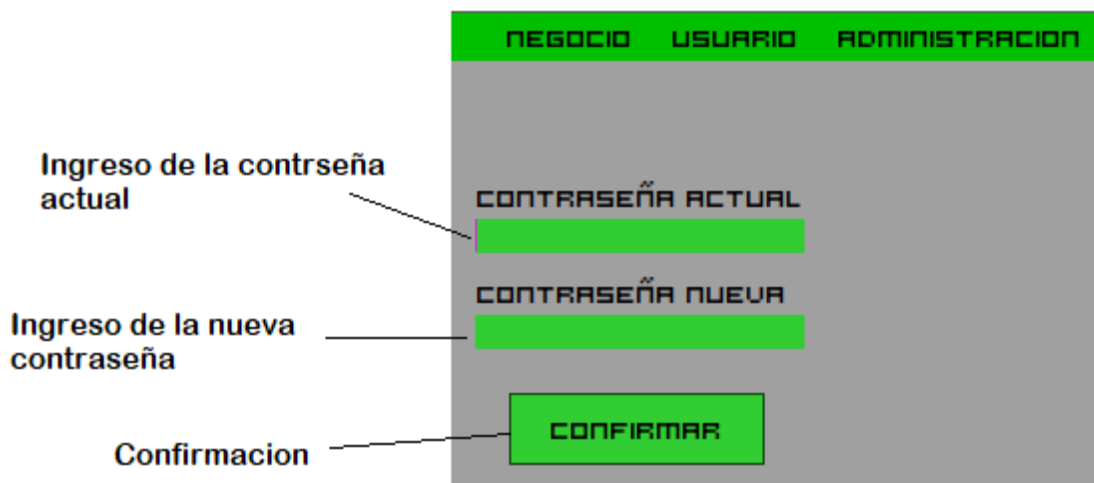 NEGOCIO USUARIO ADMINISTRACION
Ingreso de la contrseña
actual
CONTRASEÑA ACTUAL
CONTRASEÑA NUEVA
Ingreso de la nueva
contraseña
CONFIRMAR
Confirmacion